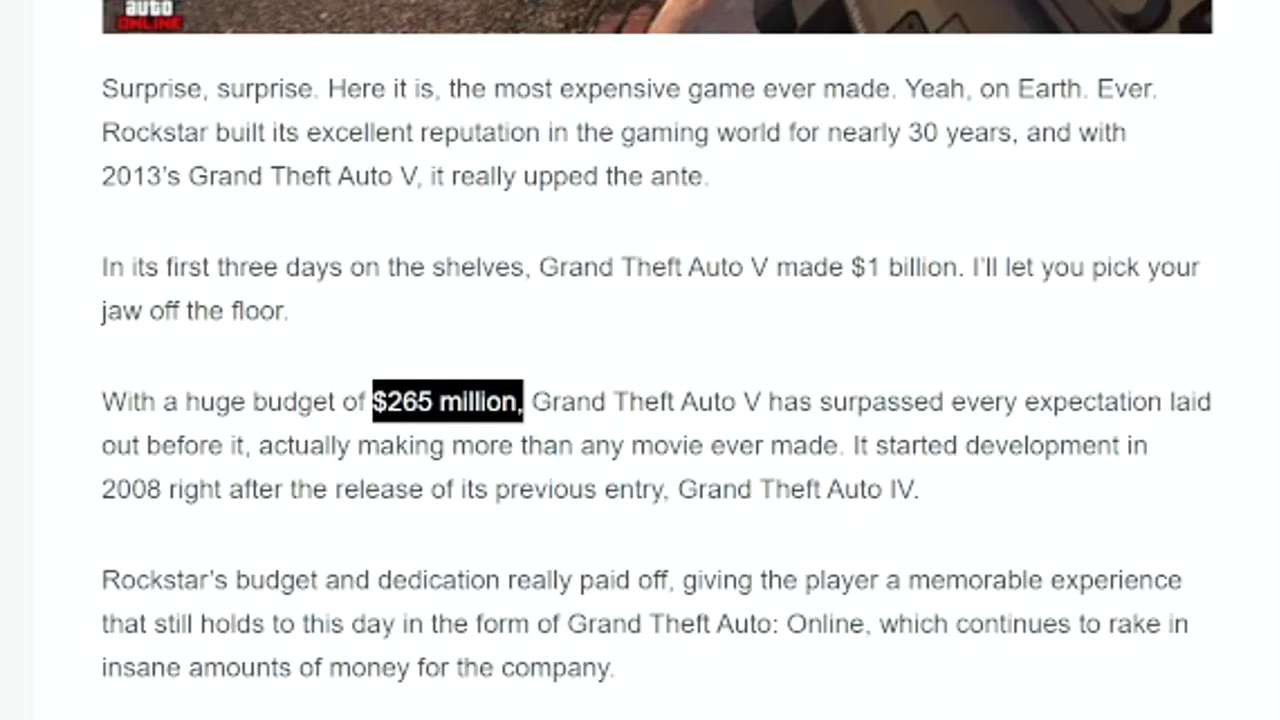 auto
ONLINE
Surprise, surprise. Here it is, the most expensive game ever made. Yeah, on Earth. Ever.
Rockstar built its excellent reputation in the gaming world for nearly 30 years, and with
2013’s Grand Theft Auto V, it really upped the ante.
In its first three days on the shelves, Grand Theft Auto V made $1 billion. I’ll let you pick your
jaw off the floor.
With a huge budget of $265 million, Grand Theft Auto V has surpassed every expectation laid
out before it, actually making more than any movie ever made. It started development in
2008 right after the release of its previous entry, Grand Theft Auto IV.
Rockstar’s budget and dedication really paid off, giving the player a memorable experience
that still holds to this day in the form of Grand Theft Auto: Online, which continues to rake in
insane amounts of money for the company.